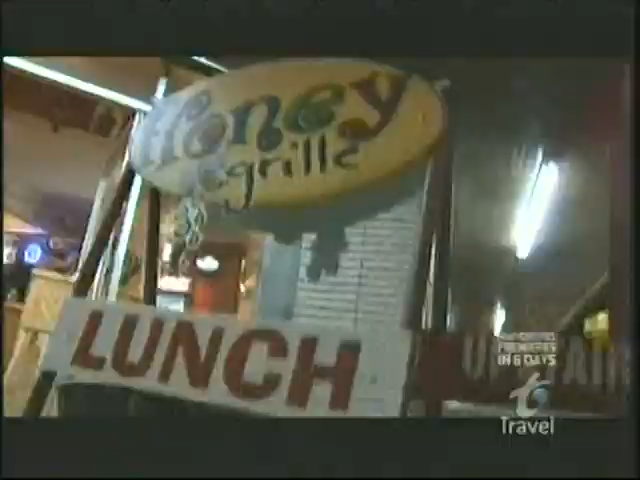 Honey
grille
LUNCH
PREMIERES
IN 6 DAYS
t
Travel